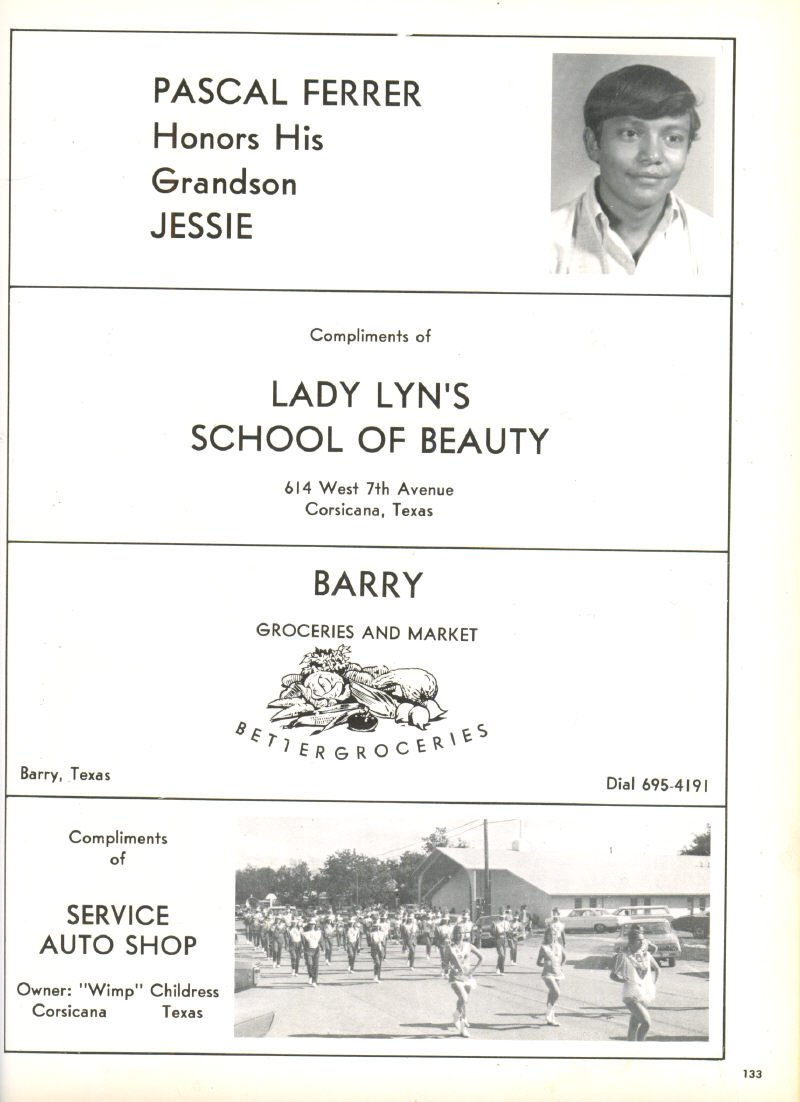 PASCAL FERRER
Honors His
Grandson
JESSIE
Compliments of
LADY LYN'S
SCHOOL OF BEAUTY
614 West 7th Avenue
Corsicana, Texas
BARRY
GROCERIES AND MARKET
BETTER GROCERIES
Barry, Texas
Dial 695-4191
Compliments
of
SERVICE
AUTO SHOP
Owner: "Wimp" Childress
Corsicana Texas
133